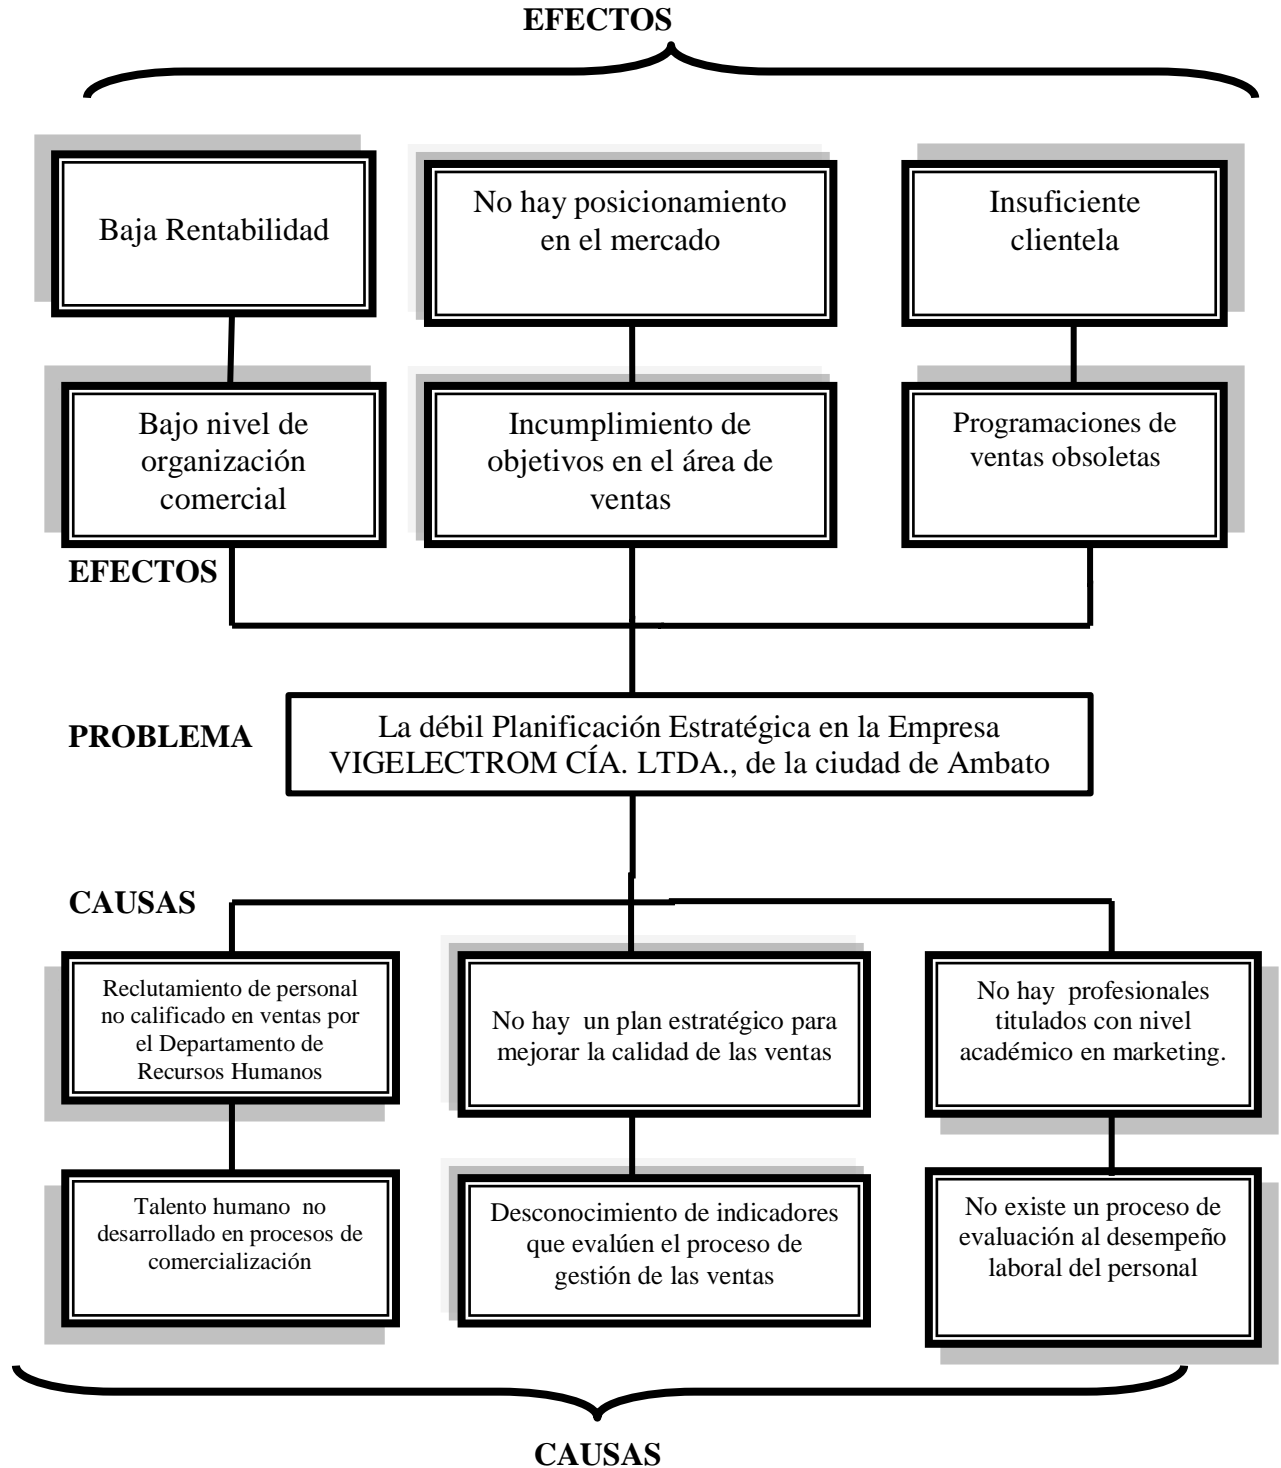 EFECTOS
Baja Rentabilidad
No hay posicionamiento
en el mercado
Insuficiente
clientela
Bajo nivel de
organización
comercial
Incumplimiento de
objetivos en el área de
ventas
Programaciones de
ventas obsoletas
EFECTOS
PROBLEMA
La débil Planificación Estratégica en la Empresa
VIGELECTROM CÍA. LTDA., de la ciudad de Ambato
CAUSAS
Reclutamiento de personal
no calificado en ventas por
el Departamento de
Recursos Humanos
No hay  un plan estratégico para
mejorar la calidad de las ventas
No hay  profesionales
titulados con nivel
académico en marketing.
Talento humano  no
desarrollado en procesos de
comercialización
Desconocimiento de indicadores
que evalúen el proceso de
gestión de las ventas
No existe un proceso de
evaluación al desempeño
laboral del personal
CAUSAS